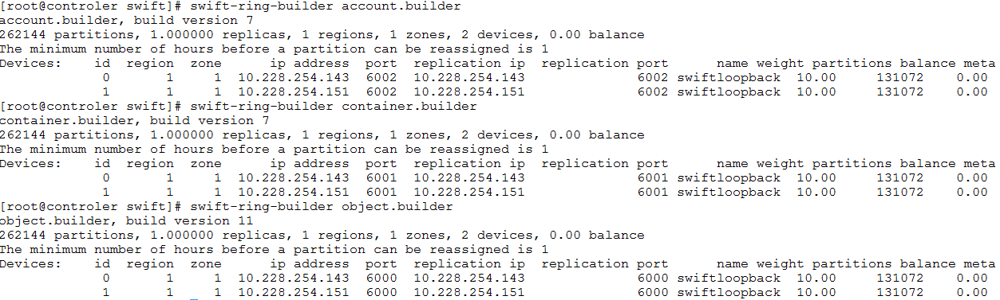 [root@controler swift]# swift-ring-builder account.builder
account.builder, build version 7
262144 partitions, 1.000000 replicas, 1 regions, 1 zones, 2 devices, 0.00 balance
The minimum number of hours before a partition can be reassigned is 1
Devices:    id  region  zone      ip address  port  replication ip  replication port      name weight partitions balance meta
             0       1     1  10.228.254.143  6002  10.228.254.143              6002 swiftloopback  10.00     131072    0.00
             1       1     1  10.228.254.151  6002  10.228.254.151              6002 swiftloopback  10.00     131072    0.00
[root@controler swift]# swift-ring-builder container.builder
container.builder, build version 7
262144 partitions, 1.000000 replicas, 1 regions, 1 zones, 2 devices, 0.00 balance
The minimum number of hours before a partition can be reassigned is 1
Devices:    id  region  zone      ip address  port  replication ip  replication port      name weight partitions balance meta
             0       1     1  10.228.254.143  6001  10.228.254.143              6001 swiftloopback  10.00     131072    0.00
             1       1     1  10.228.254.151  6001  10.228.254.151              6001 swiftloopback  10.00     131072    0.00
[root@controler swift]# swift-ring-builder object.builder
object.builder, build version 11
262144 partitions, 1.000000 replicas, 1 regions, 1 zones, 2 devices, 0.00 balance
The minimum number of hours before a partition can be reassigned is 1
Devices:    id  region  zone      ip address  port  replication ip  replication port      name weight partitions balance meta
             0       1     1  10.228.254.143  6000  10.228.254.143              6000 swiftloopback  10.00     131072    0.00
             1       1     1  10.228.254.151  6000  10.228.254.151              6000 swiftloopback  10.00     131072    0.00